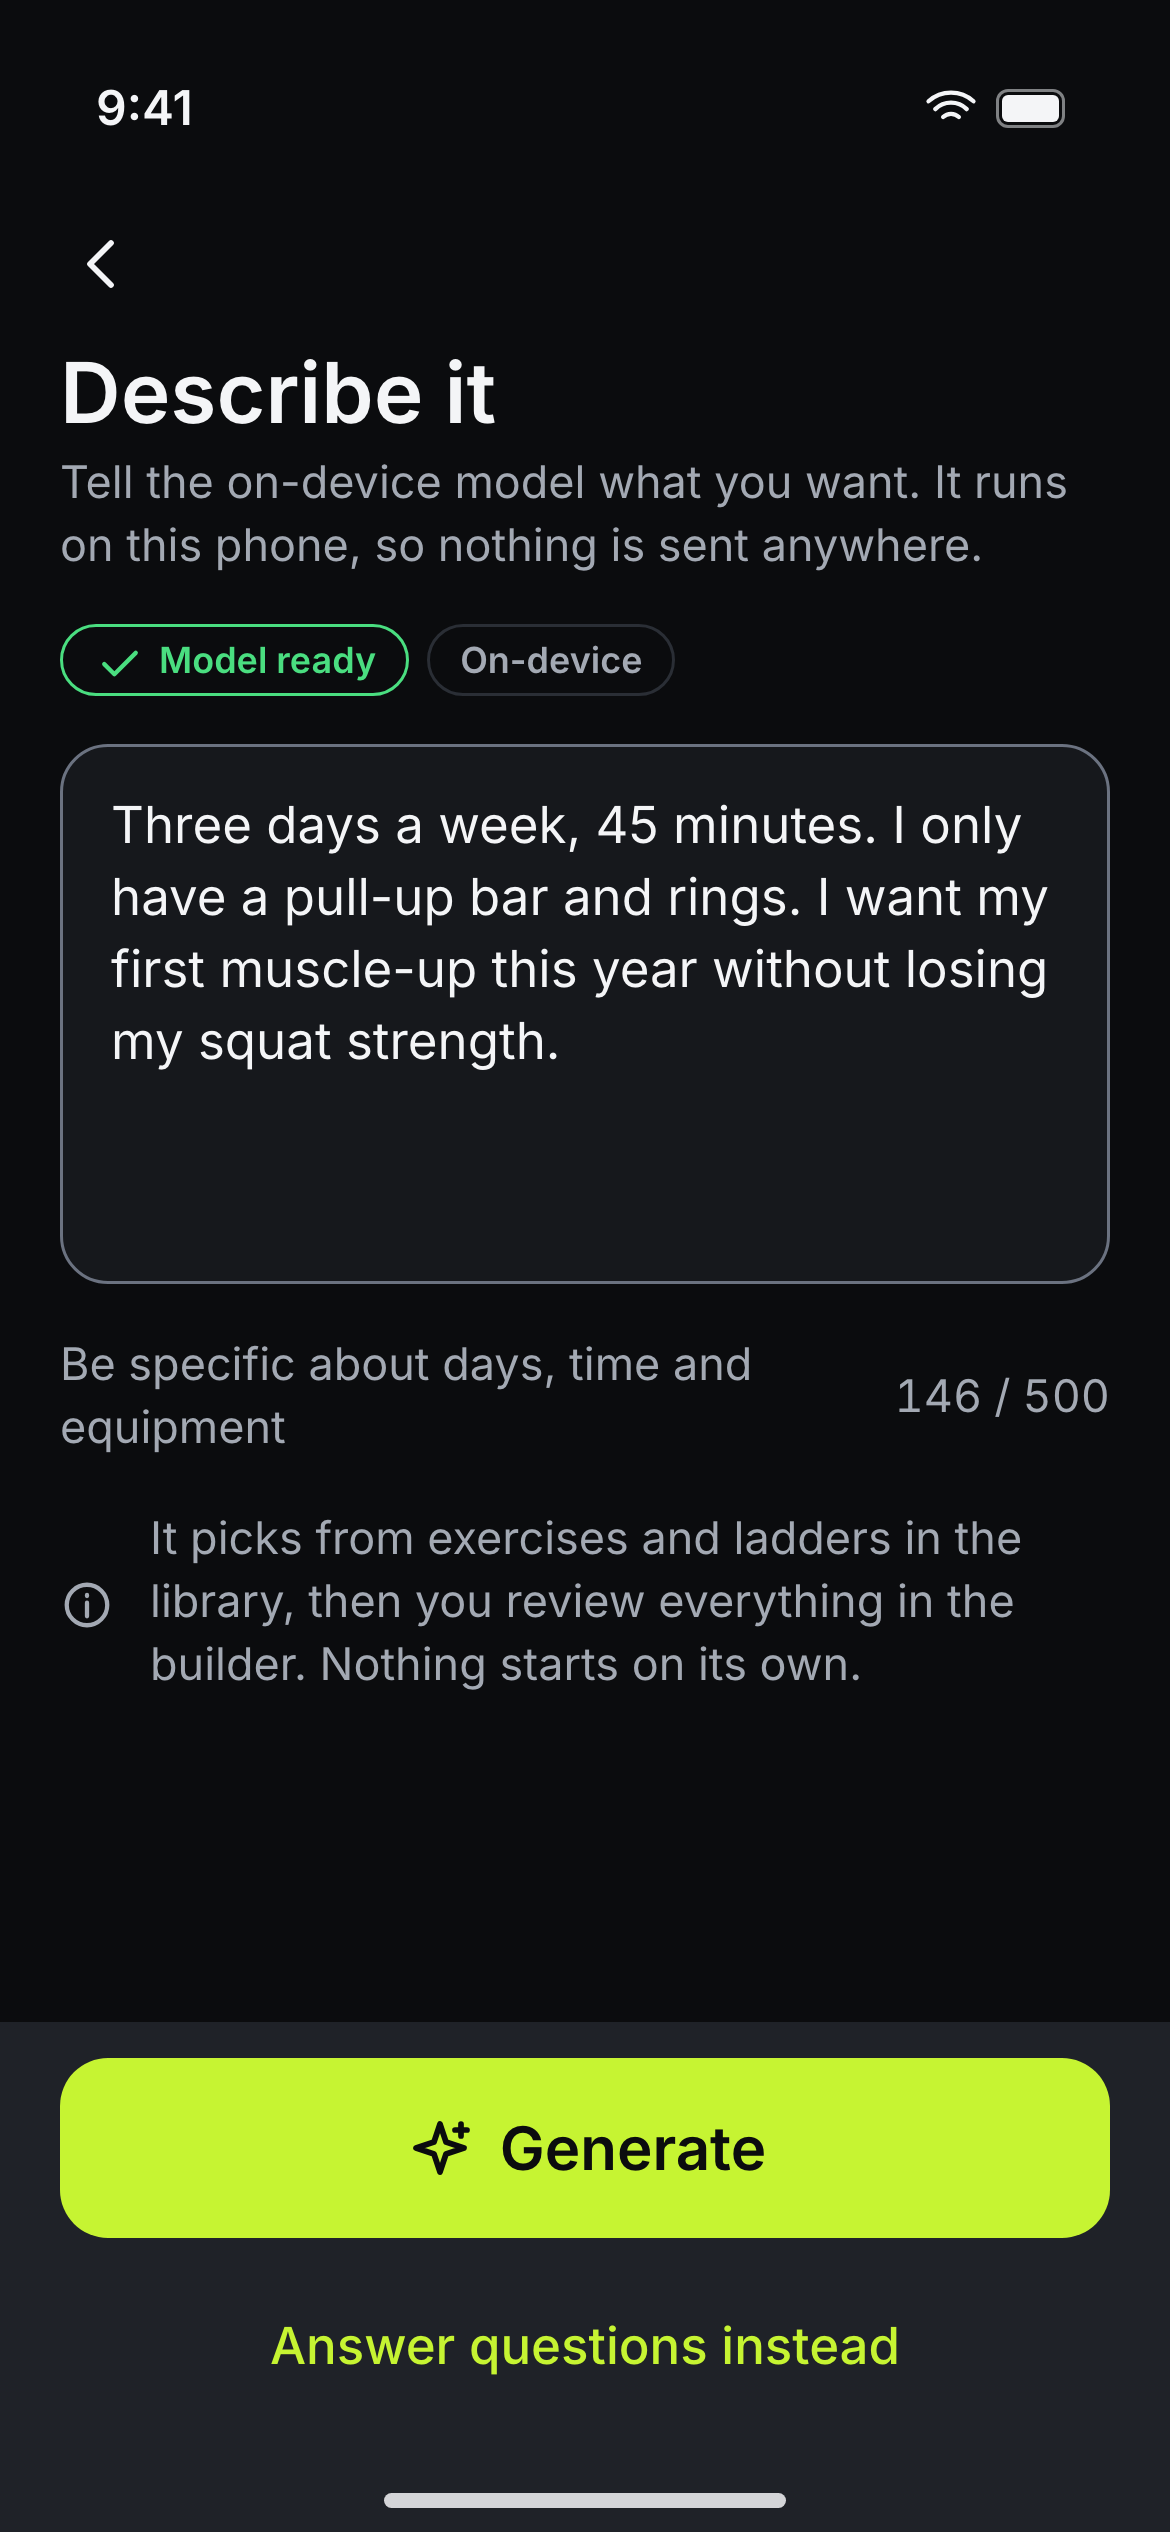 9:41
Describe it
Tell the on-device model what you want. It runs
on this phone, so nothing is sent anywhere.
Model ready
On-device
Three days a week, 45 minutes. I only
have a pull-up bar and rings. I want my
first muscle-up this year without losing
my squat strength.
Be specific about days, time and
equipment
146 / 500
It picks from exercises and ladders in the
library, then you review everything in the
builder. Nothing starts on its own.
Generate
Answer questions instead